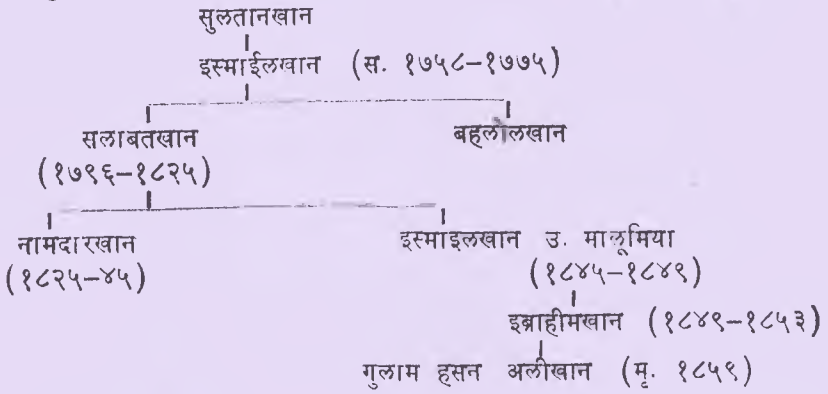 सुलतानखान
इस्माईलखान (स. १७५८–१७७५)
सलाबतखान बहलोलखान
(१७९६–१८२५)
नामदारखान इस्माइलखान उ. मालूमिया
(१८२५–४५) (१८४५–१८४९)
इब्राहीमखान (१८४९–१८५३)
गुलाम हसन अलीखान (मृ. १८५९)